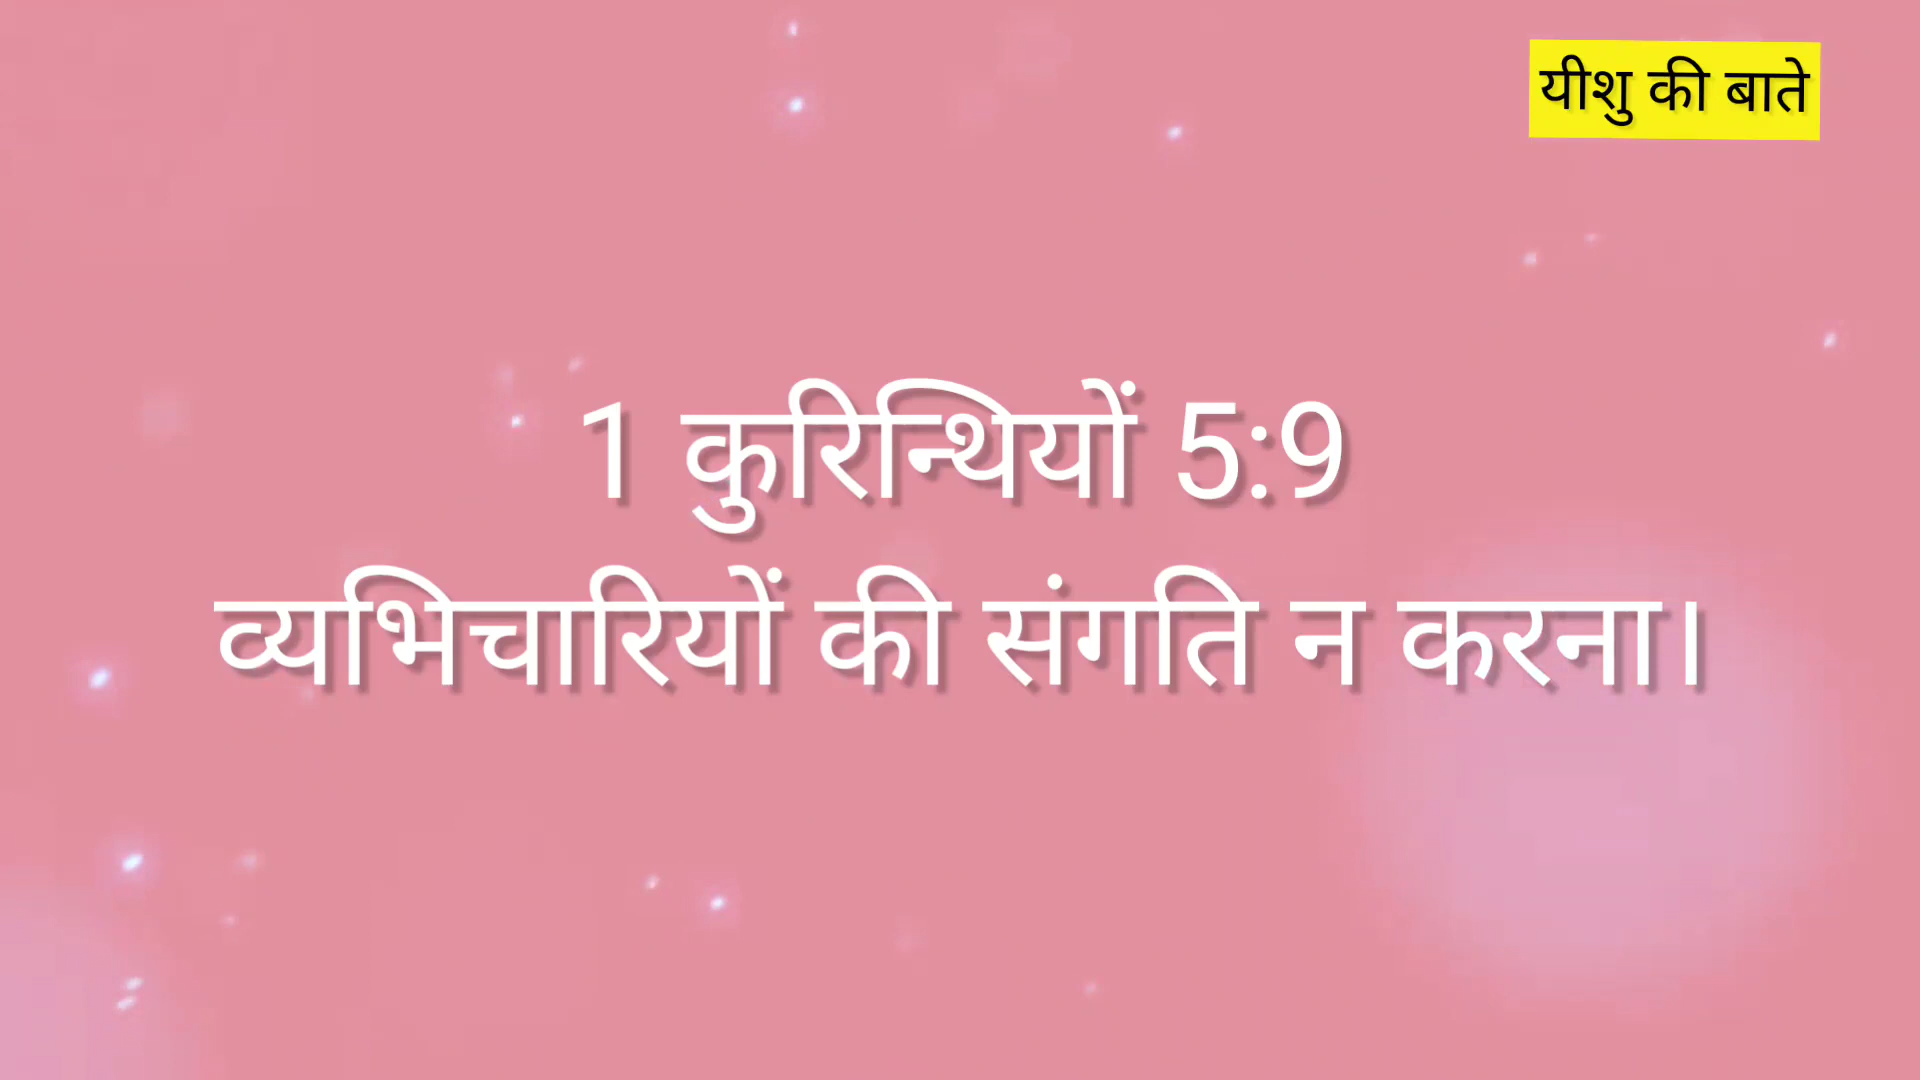 यीशु की बाते
1 कुरिन्थियों 5:9
व्यभिचारियों की संगति न करना।